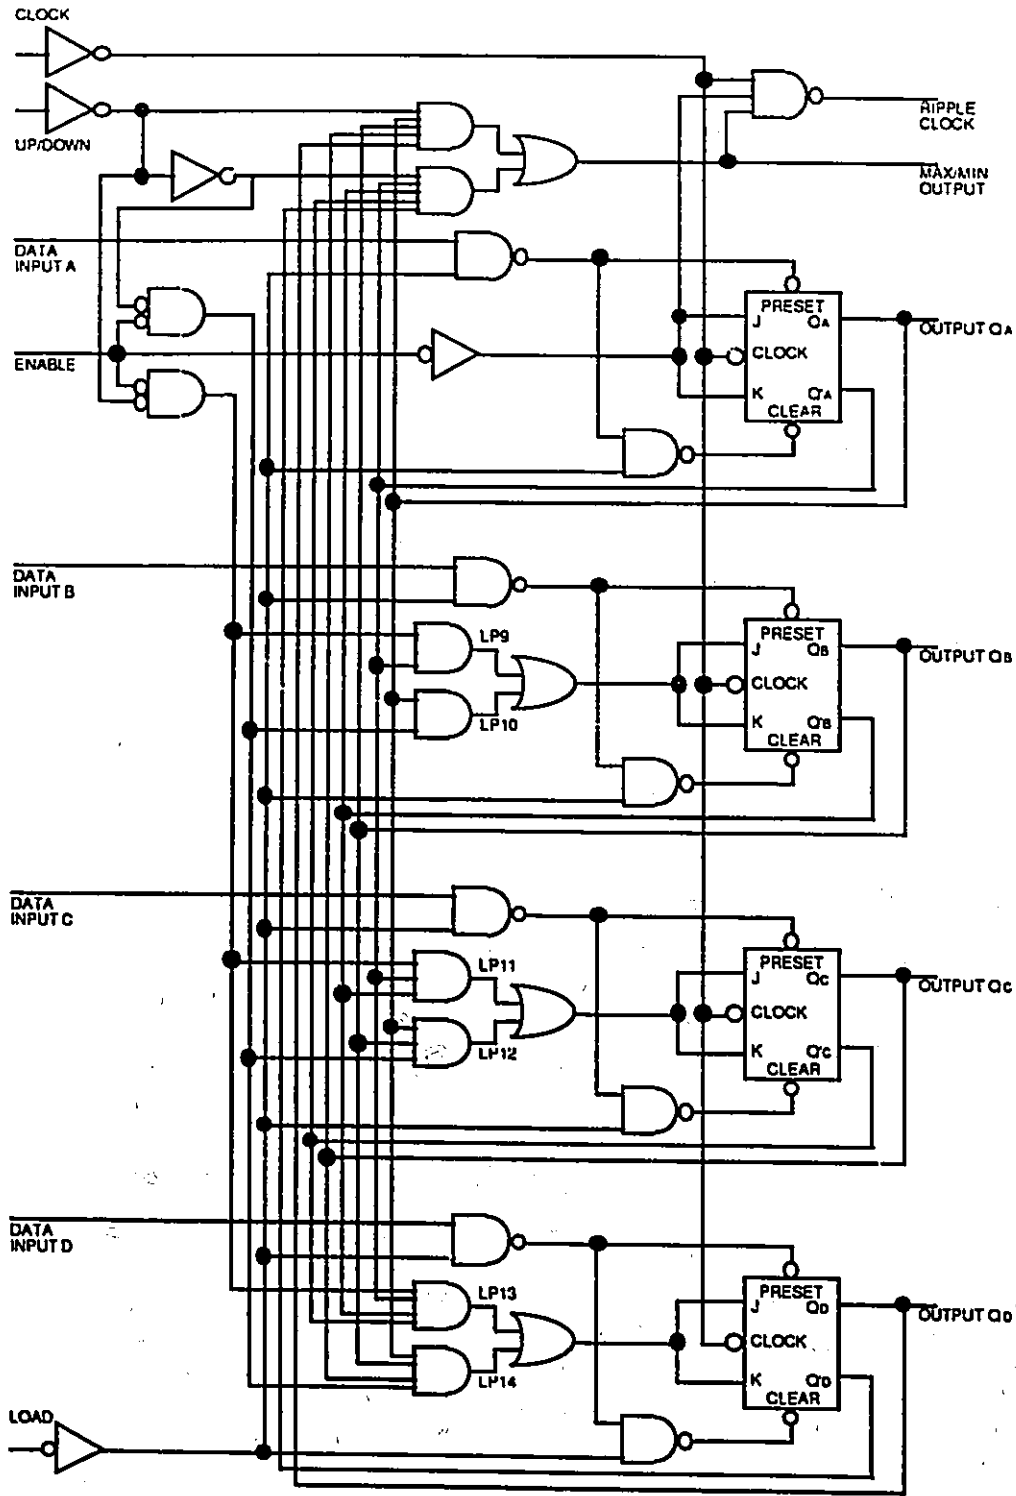 CLOCK
UP/DOWN
RIPPLE
CLOCK
MAX/MIN
OUTPUT
DATA
INPUT A
PRESET
J QA
CLOCK
K Q'A
CLEAR
OUTPUT QA
ENABLE
DATA
INPUT B
LP9
LP10
PRESET
J QB
CLOCK
K Q'B
CLEAR
OUTPUT QB
DATA
INPUT C
LP11
LP12
PRESET
J QC
CLOCK
K Q'C
CLEAR
OUTPUT QC
DATA
INPUT D
LP13
LP14
PRESET
J QD
CLOCK
K Q'D
CLEAR
OUTPUT QD
LOAD